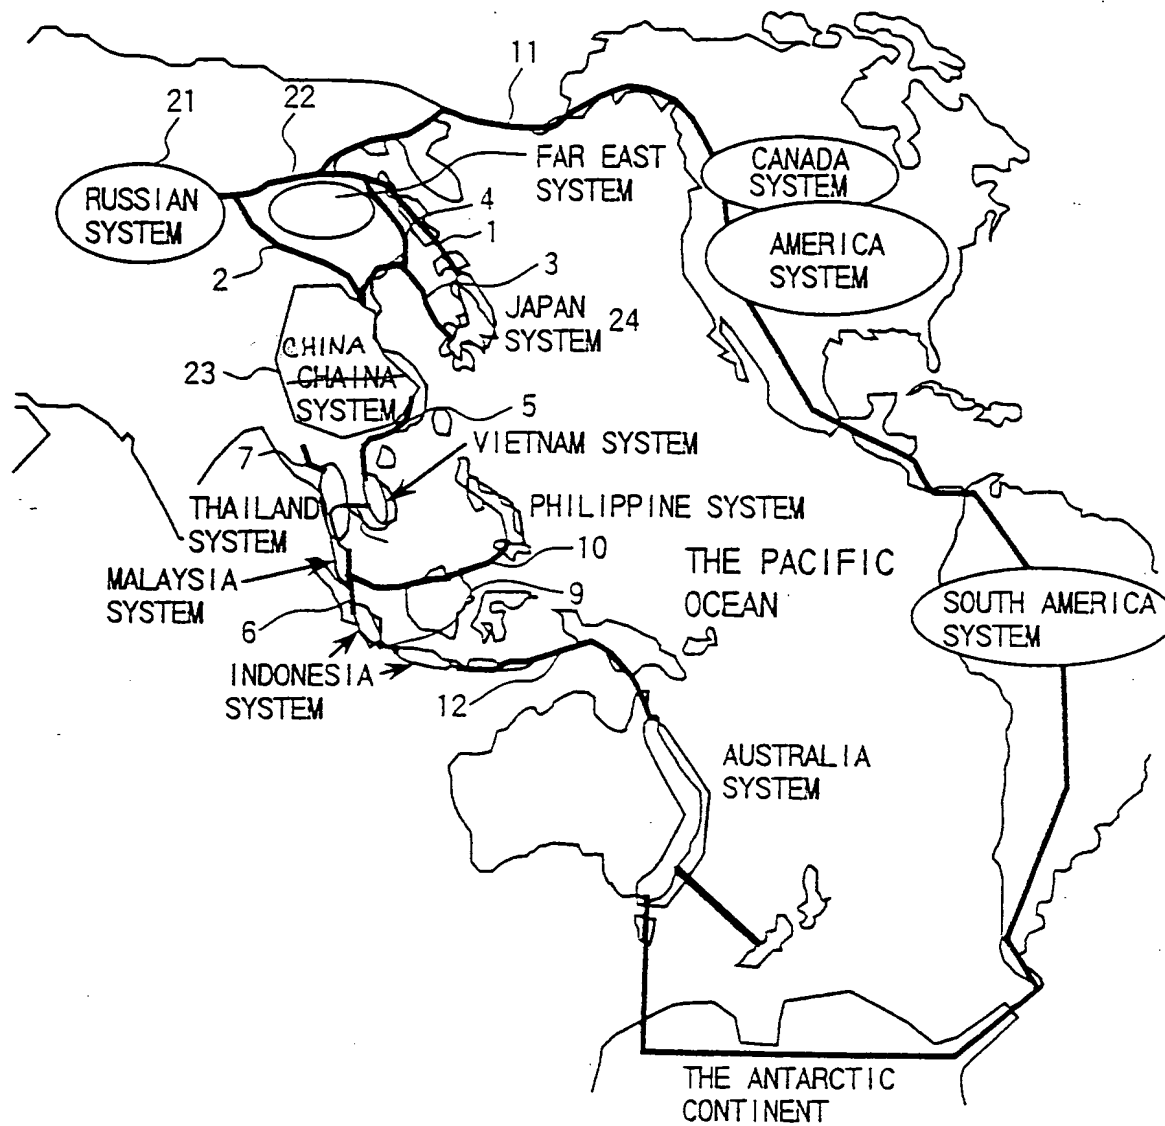 11
21
22
FAR EAST
SYSTEM
CANADA
SYSTEM
RUSSIAN
SYSTEM
4
1
AMERICA
SYSTEM
2
3
JAPAN
SYSTEM
24
CHINA
CHAINA
SYSTEM
23
5
VIETNAM SYSTEM
7
THAILAND
SYSTEM
PHILIPPINE SYSTEM
10
THE PACIFIC
OCEAN
MALAYSIA
SYSTEM
9
6
SOUTH AMERICA
SYSTEM
INDONESIA
SYSTEM
12
AUSTRALIA
SYSTEM
THE ANTARCTIC
CONTINENT